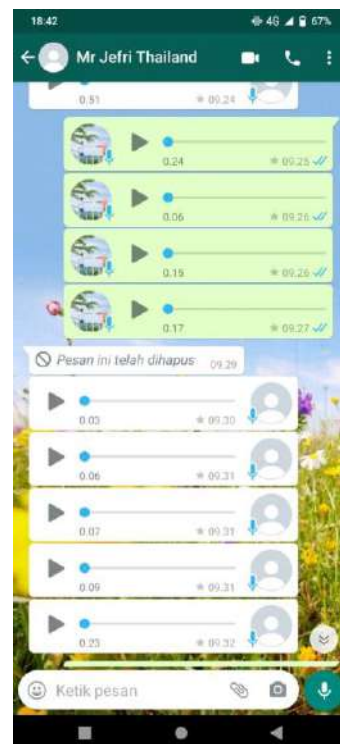 18:42
4G 67%
Mr Jefri Thailand
0.51 09.24
0.24 09.25
0.06 09.26
0.15 09.26
0.17 09.27
Pesan ini telah dihapus 09.29
0.03 09.30
0.06 09.31
0.07 09.31
0.09 09.31
0.23 09.32
Ketik pesan